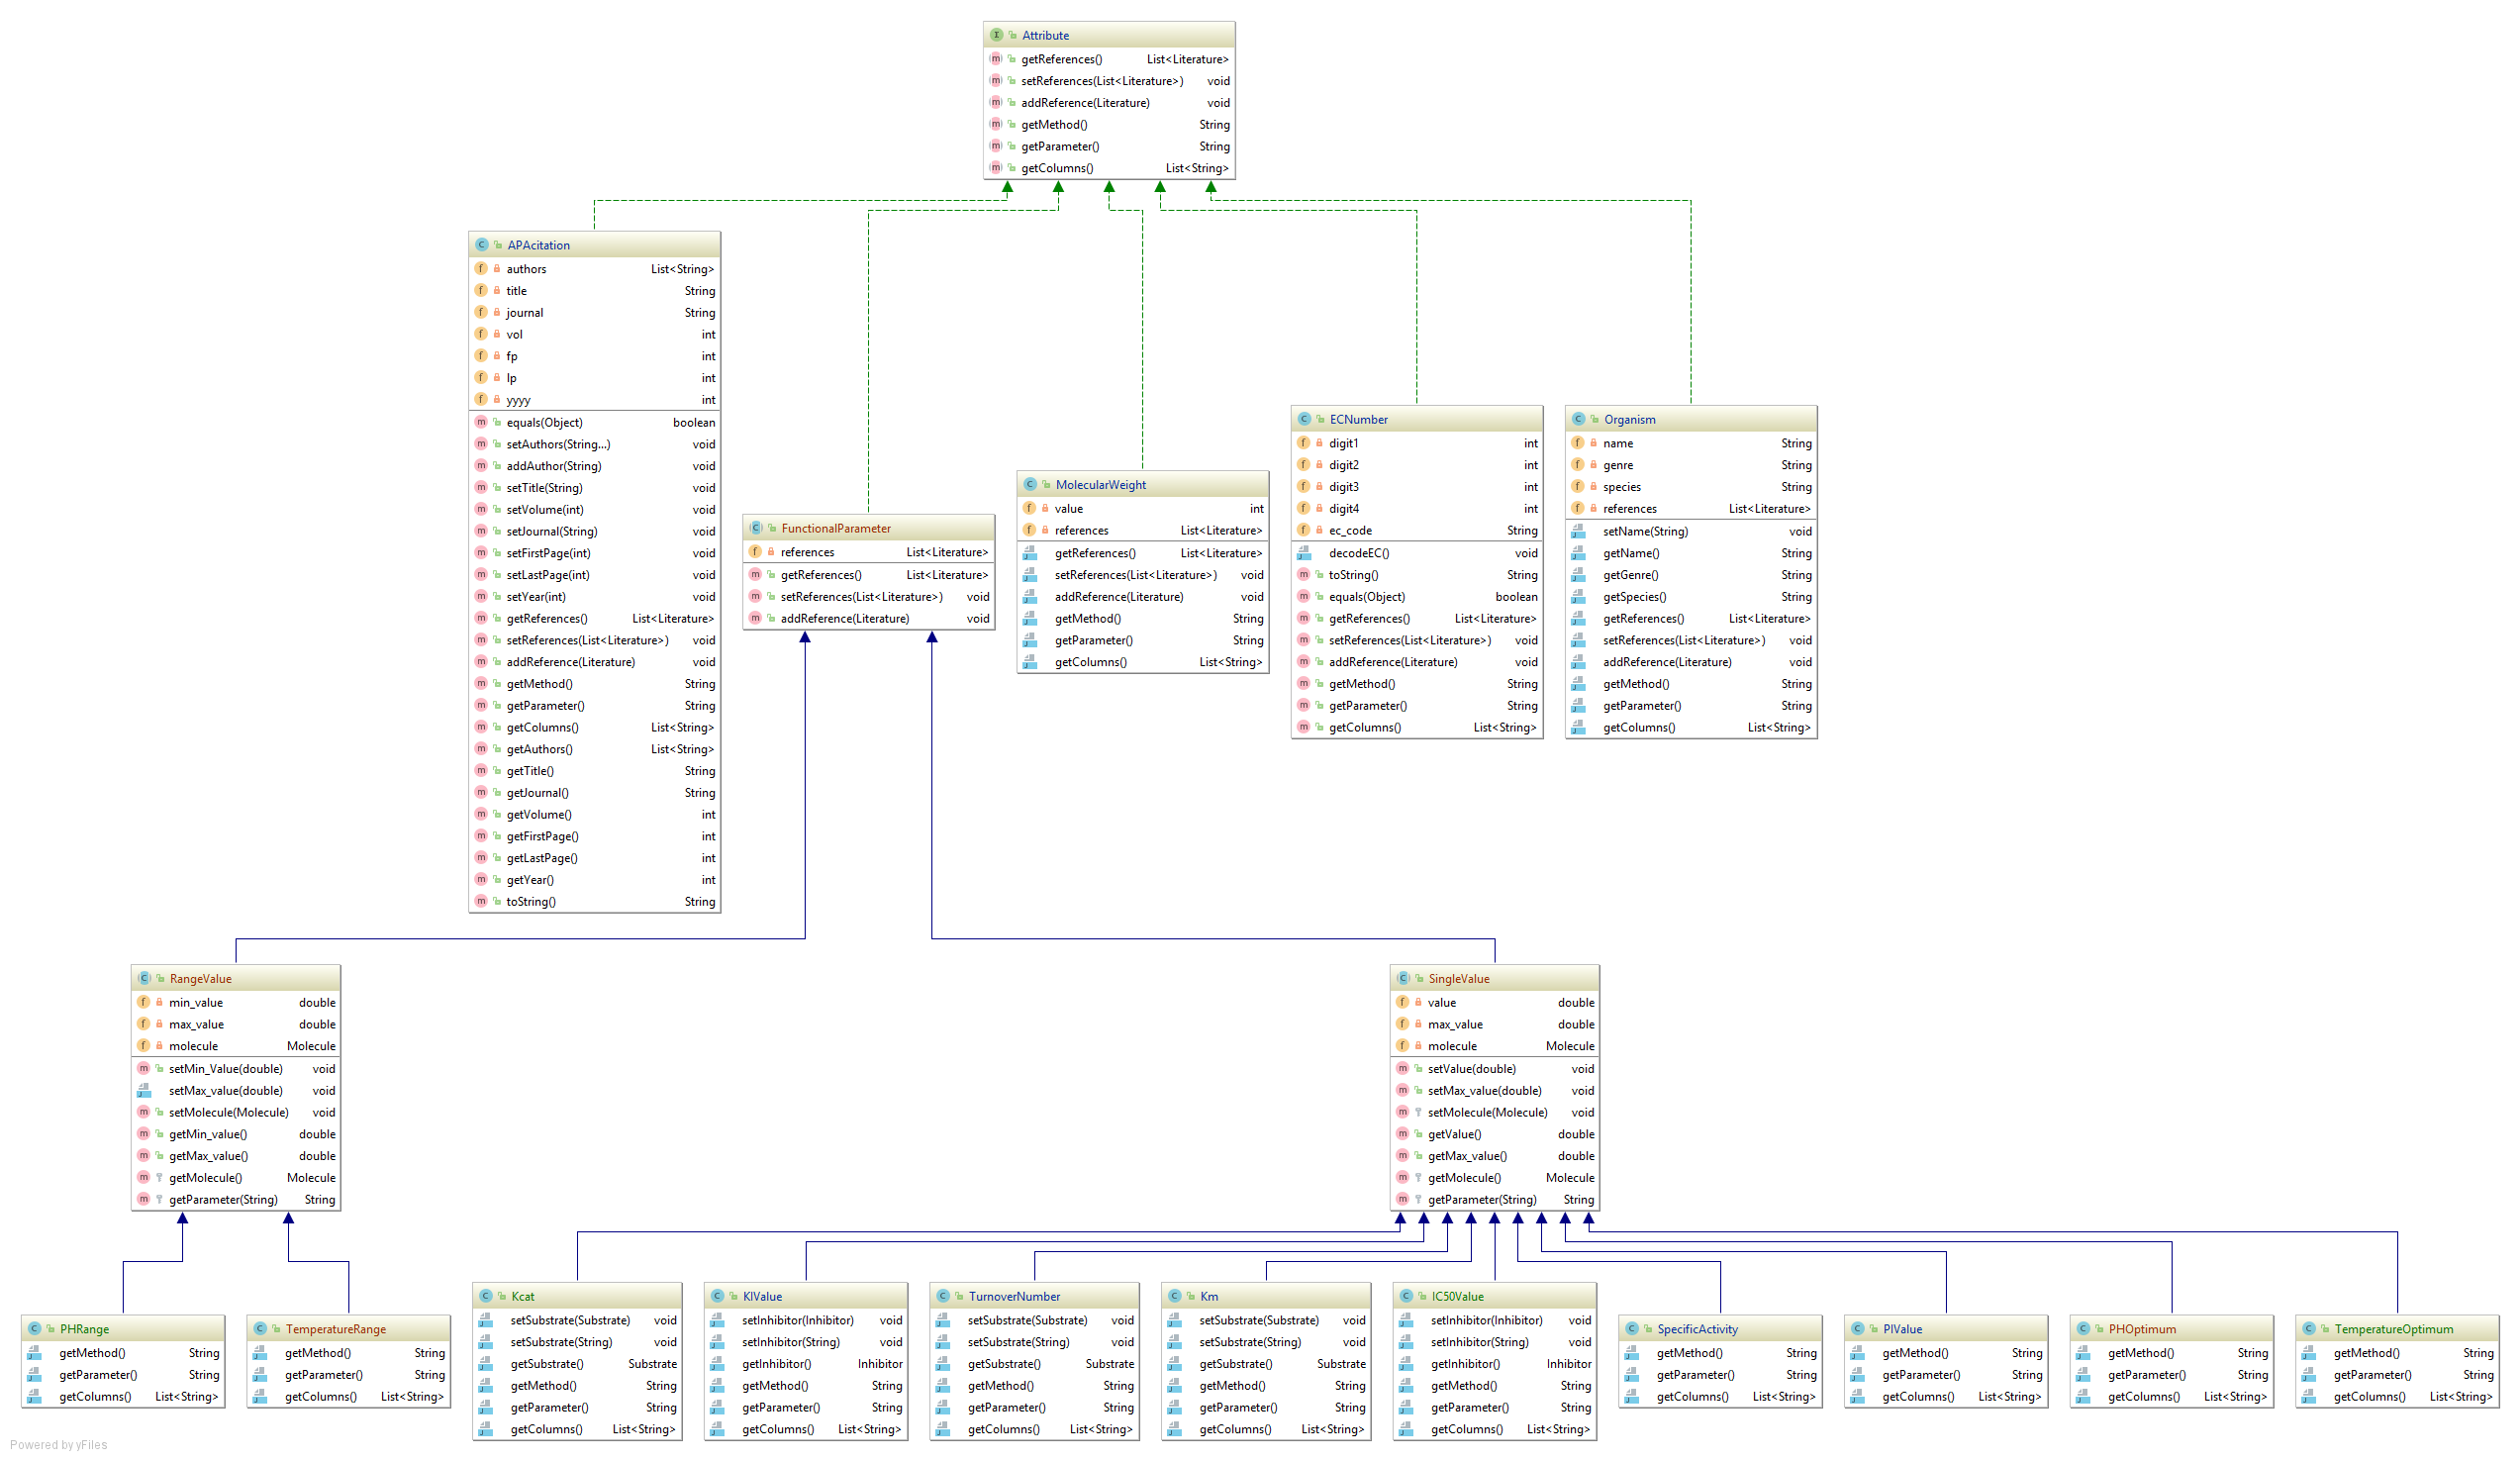 Attribute
getReferences() List<Literature>
setReferences(List<Literature>) void
addReference(Literature) void
getMethod() String
getParameter() String
getColumns() List<String>
APAcitation
authors List<String>
title String
journal String
vol int
fp int
lp int
yyyy int
equals(Object) boolean
setAuthors(String...) void
addAuthor(String) void
setTitle(String) void
setVolume(int) void
setJournal(String) void
setFirstPage(int) void
setLastPage(int) void
setYear(int) void
getReferences() List<Literature>
setReferences(List<Literature>) void
addReference(Literature) void
getMethod() String
getParameter() String
getColumns() List<String>
getAuthors() List<String>
getTitle() String
getJournal() String
getVolume() int
getFirstPage() int
getLastPage() int
getYear() int
toString() String
FunctionalParameter
references List<Literature>
getReferences() List<Literature>
setReferences(List<Literature>) void
addReference(Literature) void
MolecularWeight
value int
references List<Literature>
getReferences() List<Literature>
setReferences(List<Literature>) void
addReference(Literature) void
getMethod() String
getParameter() String
getColumns() List<String>
ECNumber
digit1 int
digit2 int
digit3 int
digit4 int
ec_code String
decodeEC() void
toString() String
equals(Object) boolean
getReferences() List<Literature>
setReferences(List<Literature>) void
addReference(Literature) void
getMethod() String
getParameter() String
getColumns() List<String>
Organism
name String
genre String
species String
references List<Literature>
setName(String) void
getName() String
getGenre() String
getSpecies() String
getReferences() List<Literature>
setReferences(List<Literature>) void
addReference(Literature) void
getMethod() String
getParameter() String
getColumns() List<String>
RangeValue
min_value double
max_value double
molecule Molecule
setMin_Value(double) void
setMax_value(double) void
setMolecule(Molecule) void
getMin_value() double
getMax_value() double
getMolecule() Molecule
getParameter(String) String
SingleValue
value double
max_value double
molecule Molecule
setValue(double) void
setMax_value(double) void
setMolecule(Molecule) void
getValue() double
getMax_value() double
getMolecule() Molecule
getParameter(String) String
PHRange
getMethod() String
getParameter() String
getColumns() List<String>
TemperatureRange
getMethod() String
getParameter() String
getColumns() List<String>
Kcat
setSubstrate(Substrate) void
setSubstrate(String) void
getSubstrate() Substrate
getMethod() String
getParameter() String
getColumns() List<String>
KIValue
setInhibitor(Inhibitor) void
setInhibitor(String) void
getInhibitor() Inhibitor
getMethod() String
getParameter() String
getColumns() List<String>
TurnoverNumber
setSubstrate(Substrate) void
setSubstrate(String) void
getSubstrate() Substrate
getMethod() String
getParameter() String
getColumns() List<String>
Km
setSubstrate(Substrate) void
setSubstrate(String) void
getSubstrate() Substrate
getMethod() String
getParameter() String
getColumns() List<String>
IC50Value
setInhibitor(Inhibitor) void
setInhibitor(String) void
getInhibitor() Inhibitor
getMethod() String
getParameter() String
getColumns() List<String>
SpecificActivity
getMethod() String
getParameter() String
getColumns() List<String>
PIValue
getMethod() String
getParameter() String
getColumns() List<String>
PHOptimum
getMethod() String
getParameter() String
getColumns() List<String>
TemperatureOptimum
getMethod() String
getParameter() String
getColumns() List<String>
Powered by yFiles